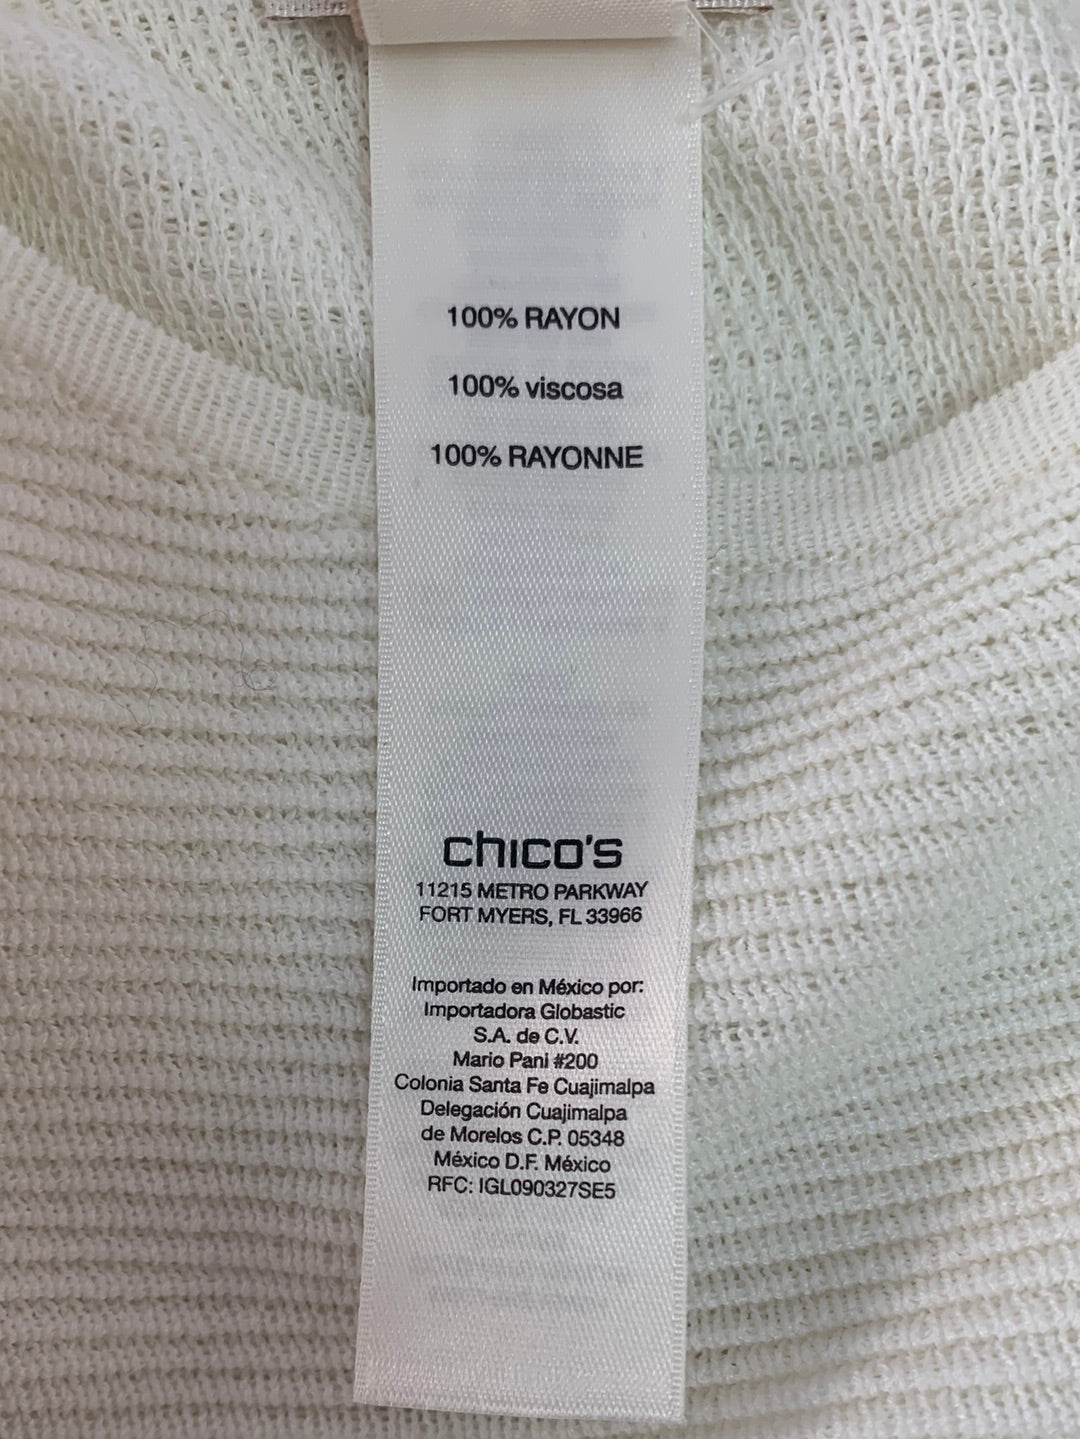 100% RAYON
100% viscosa
100% RAYONNE
chico's
11215 METRO PARKWAY
FORT MYERS, FL 33966
Importado en México por:
Importadora Globastic
S.A. de C.V.
Mario Pani #200
Colonia Santa Fe Cuajimalpa
Delegación Cuajimalpa
de Morelos C.P. 05348
México D.F. México
RFC: IGL090327SE5